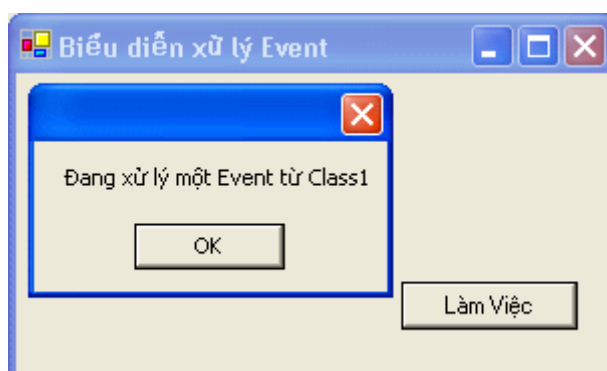 Biểu diễn xử lý Event
Đang xử lý một Event từ Class1
OK
Làm Việc